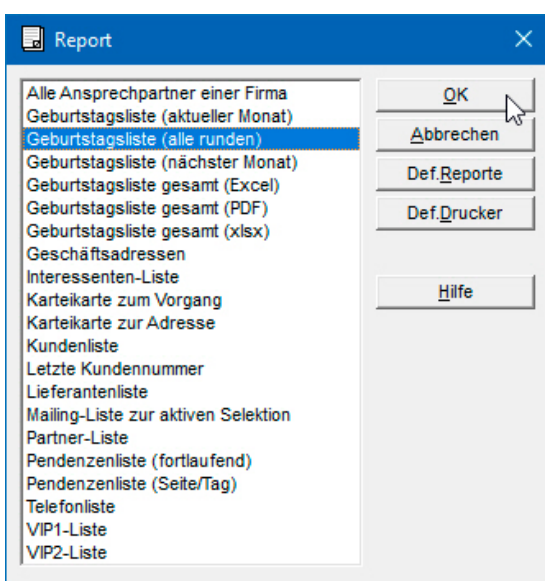 Report
Alle Ansprechpartner einer Firma
Geburtstagsliste (aktueller Monat)
Geburtstagsliste (alle runden)
Geburtstagsliste (nächster Monat)
Geburtstagsliste gesamt (Excel)
Geburtstagsliste gesamt (PDF)
Geburtstagsliste gesamt (xlsx)
Geschäftsadressen
Interessenten-Liste
Karteikarte zum Vorgang
Karteikarte zur Adresse
Kundenliste
Letzte Kundennummer
Lieferantenliste
Mailing-Liste zur aktiven Selektion
Partner-Liste
Pendenzenliste (fortlaufend)
Pendenzenliste (Seite/Tag)
Telefonliste
VIP1-Liste
VIP2-Liste
OK
Abbrechen
Def.Reporte
Def.Drucker
Hilfe